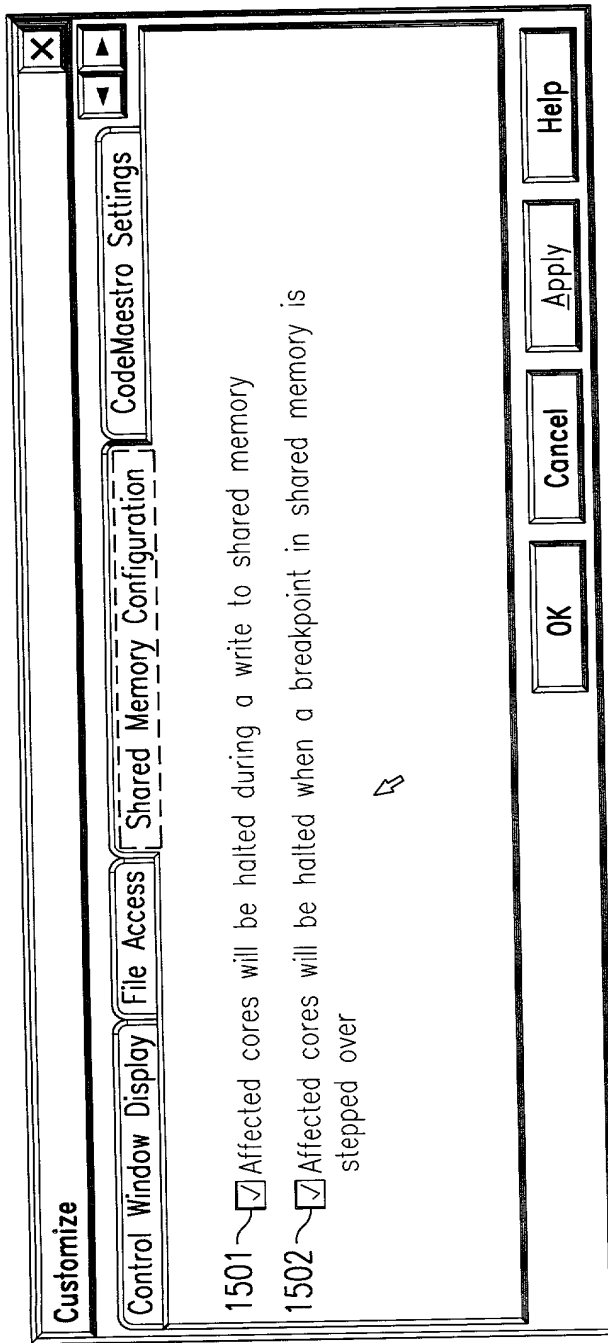 Customize
Control Window Display File Access Shared Memory Configuration CodeMaestro Settings
1501 Affected cores will be halted during a write to shared memory
1502 Affected cores will be halted when a breakpoint in shared memory is
stepped over
OK Cancel Apply Help